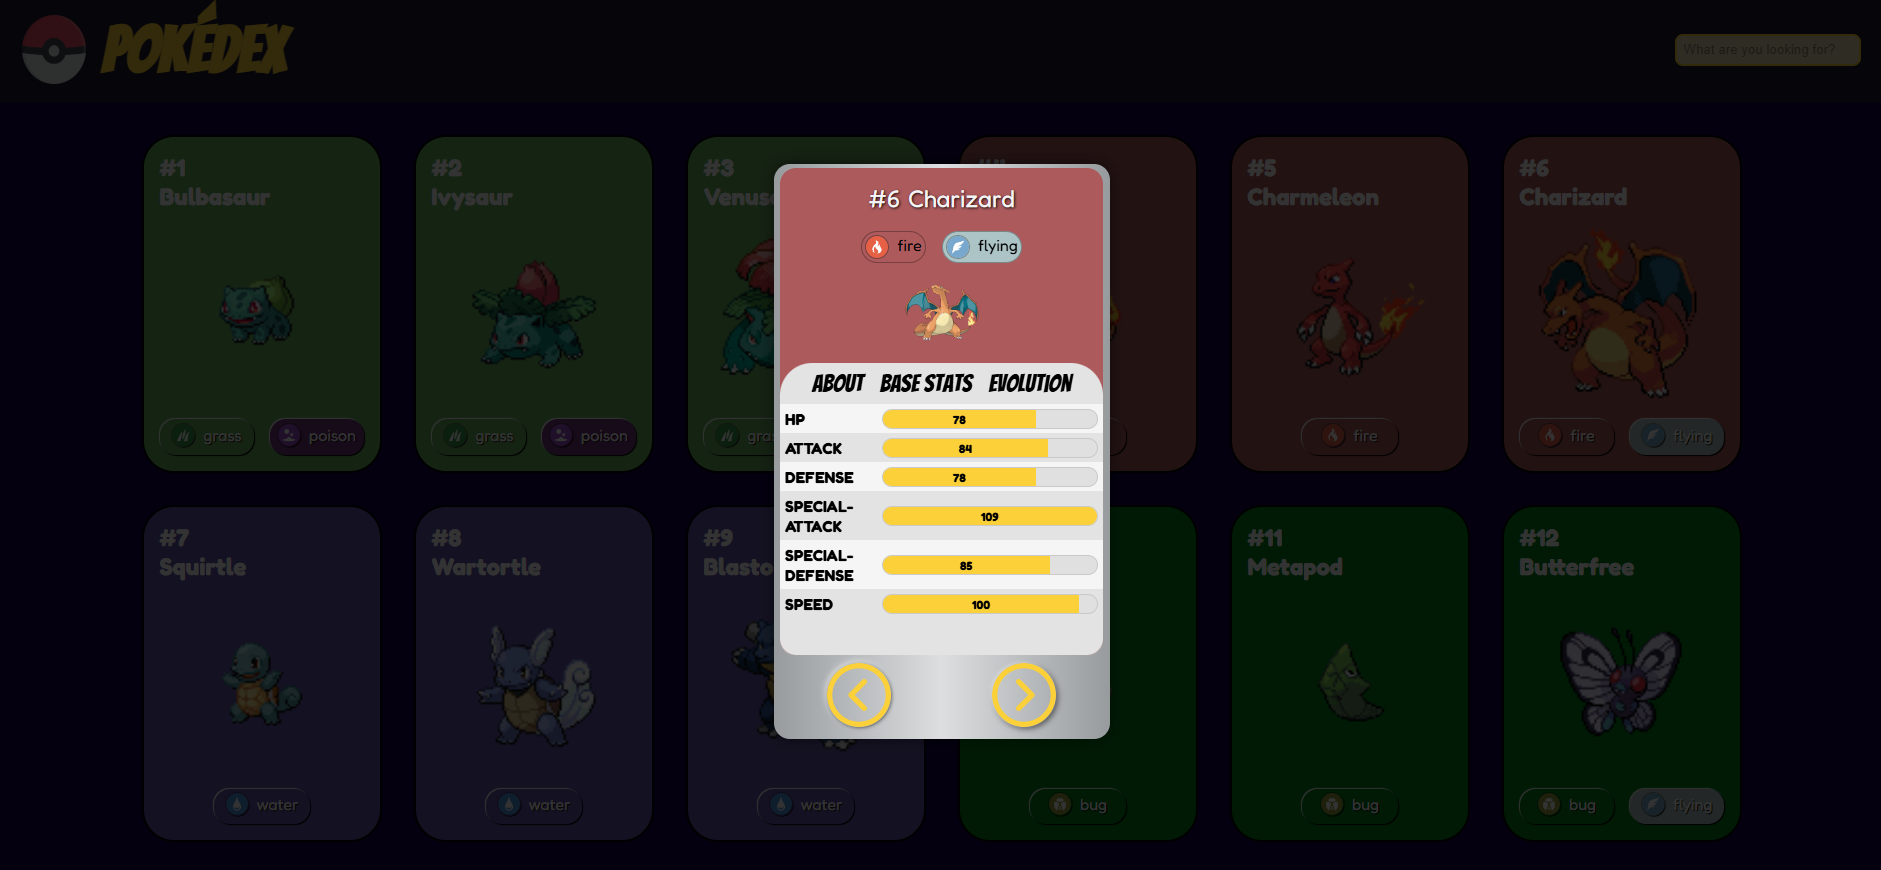 POKÉDEX
What are you looking for?
#1
Bulbasaur
grass
poison
#2
Ivysaur
grass
poison
#3
#5
Charmeleon
fire
#6
Charizard
fire
flying
#6 Charizard
fire
flying
ABOUT
BASE STATS
EVOLUTION
HP
78
ATTACK
84
DEFENSE
78
SPECIAL-
ATTACK
109
SPECIAL-
DEFENSE
85
SPEED
100
#7
Squirtle
water
#8
Wartortle
water
#9
water
bug
#11
Metapod
bug
#12
Butterfree
bug
flying